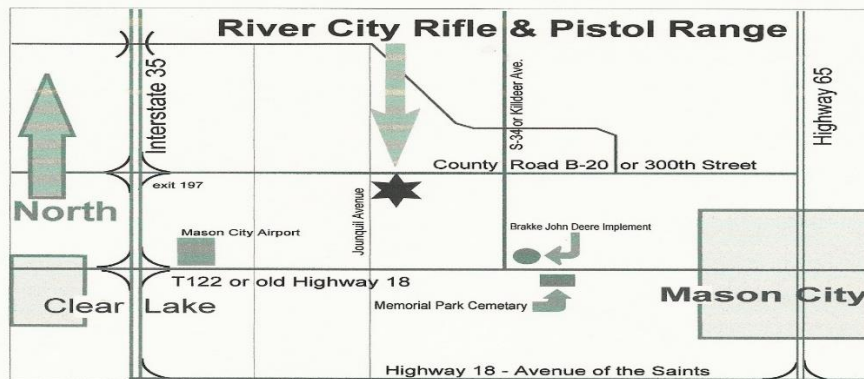 River City Rifle & Pistol Range
Interstate 35
S-34 or Killdeer Ave.
Highway 65
County Road B-20 or 300th Street
exit 197
North
Jounquil Avenue
Mason City Airport
Brakke John Deere Implement
T122 or old Highway 18
Clear Lake
Memorial Park Cemetary
Mason City
Highway 18 - Avenue of the Saints